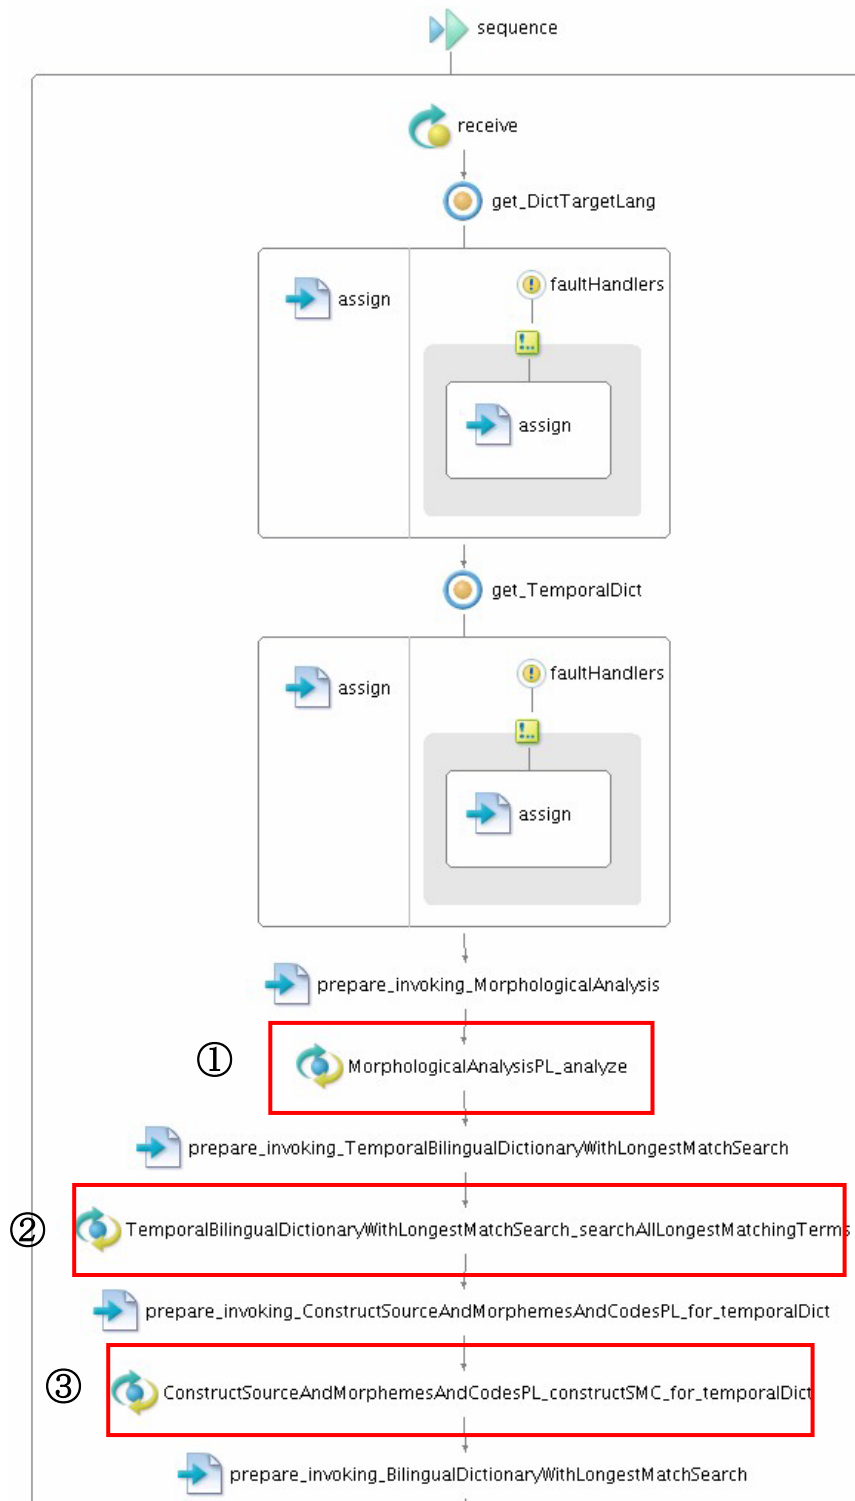 sequence
receive
get_DictTargetLang
assign
faultHandlers
assign
get_TemporalDict
assign
faultHandlers
assign
prepare_invoking_MorphologicalAnalysis
① MorphologicalAnalysisPL_analyze
prepare_invoking_TemporalBilingualDictionaryWithLongestMatchSearch
② TemporalBilingualDictionaryWithLongestMatchSearch_searchAllLongestMatchingTerms
prepare_invoking_ConstructSourceAndMorphemesAndCodesPL_for_temporalDict
③ ConstructSourceAndMorphemesAndCodesPL_constructSMC_for_temporalDict
prepare_invoking_BilingualDictionaryWithLongestMatchSearch